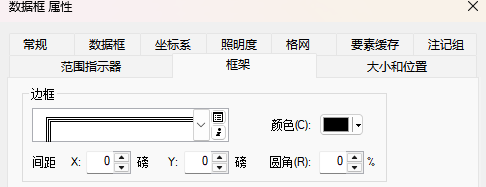 数据框 属性
常规 数据框 坐标系 照明度 格网 要素缓存 注记组
范围指示器 框架 大小和位置
边框
颜色(C):
间距 X: 0 磅 Y: 0 磅 圆角(R): 0 %